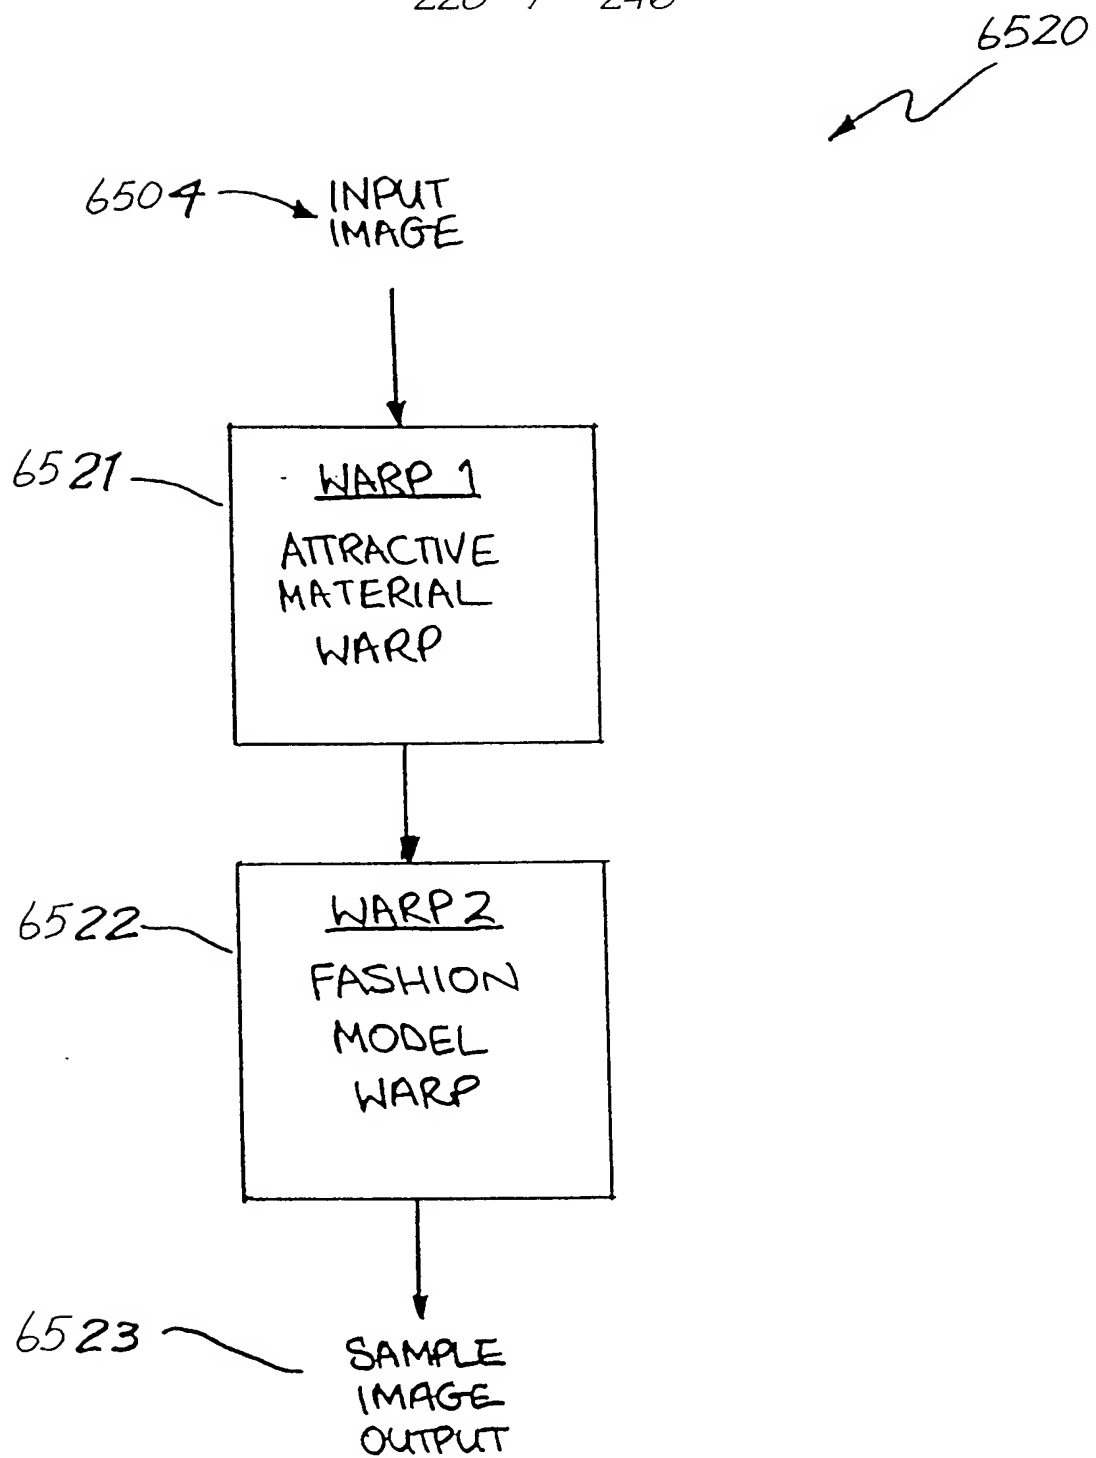 6520
6504
INPUT
IMAGE
6521
WARP 1
ATTRACTIVE
MATERIAL
WARP
6522
WARP 2
FASHION
MODEL
WARP
6523
SAMPLE
IMAGE
OUTPUT